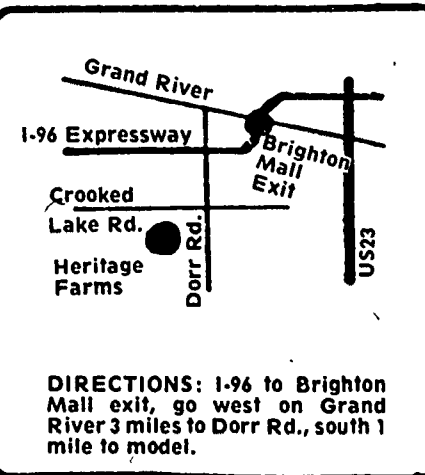 Grand River
I-96 Expressway
Brighton
Mall
Exit
Crooked
Lake Rd.
Heritage
Farms
Dorr Rd.
US23
DIRECTIONS: I-96 to Brighton
Mall exit, go west on Grand
River 3 miles to Dorr Rd., south 1
mile to model.